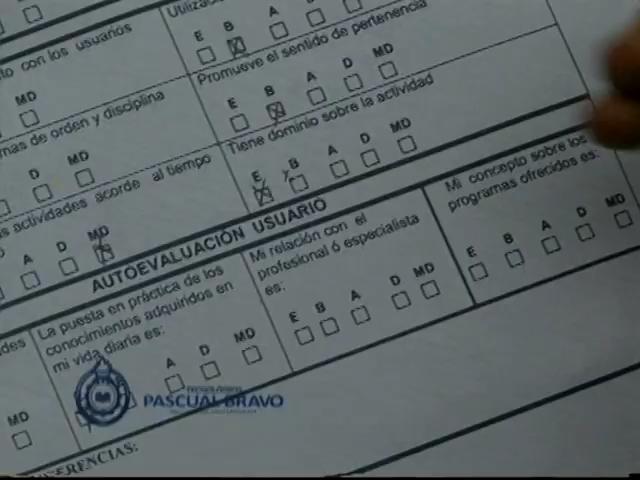 Utiliza
E B A D
to con los usuarios
Promueve el sentido de pertenencia
MD
E B A D MD
mas de orden y disciplina
Tiene dominio sobre la actividad
D MD
E B A D MD
s actividades acorde al tiempo
A D MD
AUTOEVALUACIÓN USUARIO
La puesta en práctica de los
conocimientos adquiridos en
mi vida diaria es:
A D MD
Mi relación con el
profesional ó especialista
es:
E B A D MD
Mi concepto sobre los
programas ofrecidos es:
E B A D MD
des
MD
PASCUAL BRAVO
ERENCIAS: